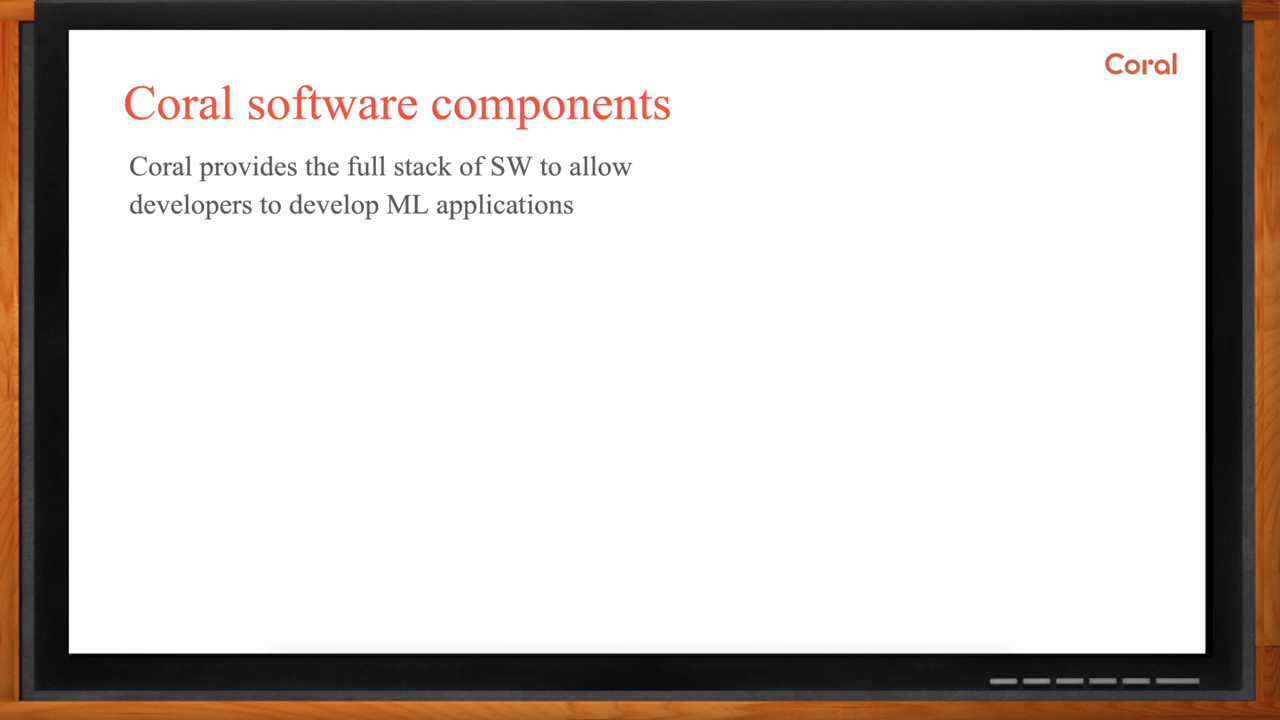 Coral
Coral software components
Coral provides the full stack of SW to allow
developers to develop ML applications